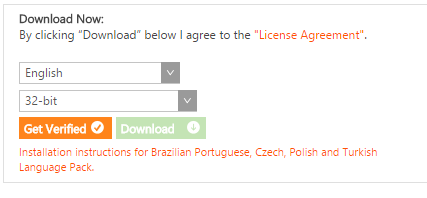 Download Now:
By clicking “Download” below I agree to the "License Agreement".
English
32-bit
Get Verified Download
Installation instructions for Brazilian Portuguese, Czech, Polish and Turkish
Language Pack.